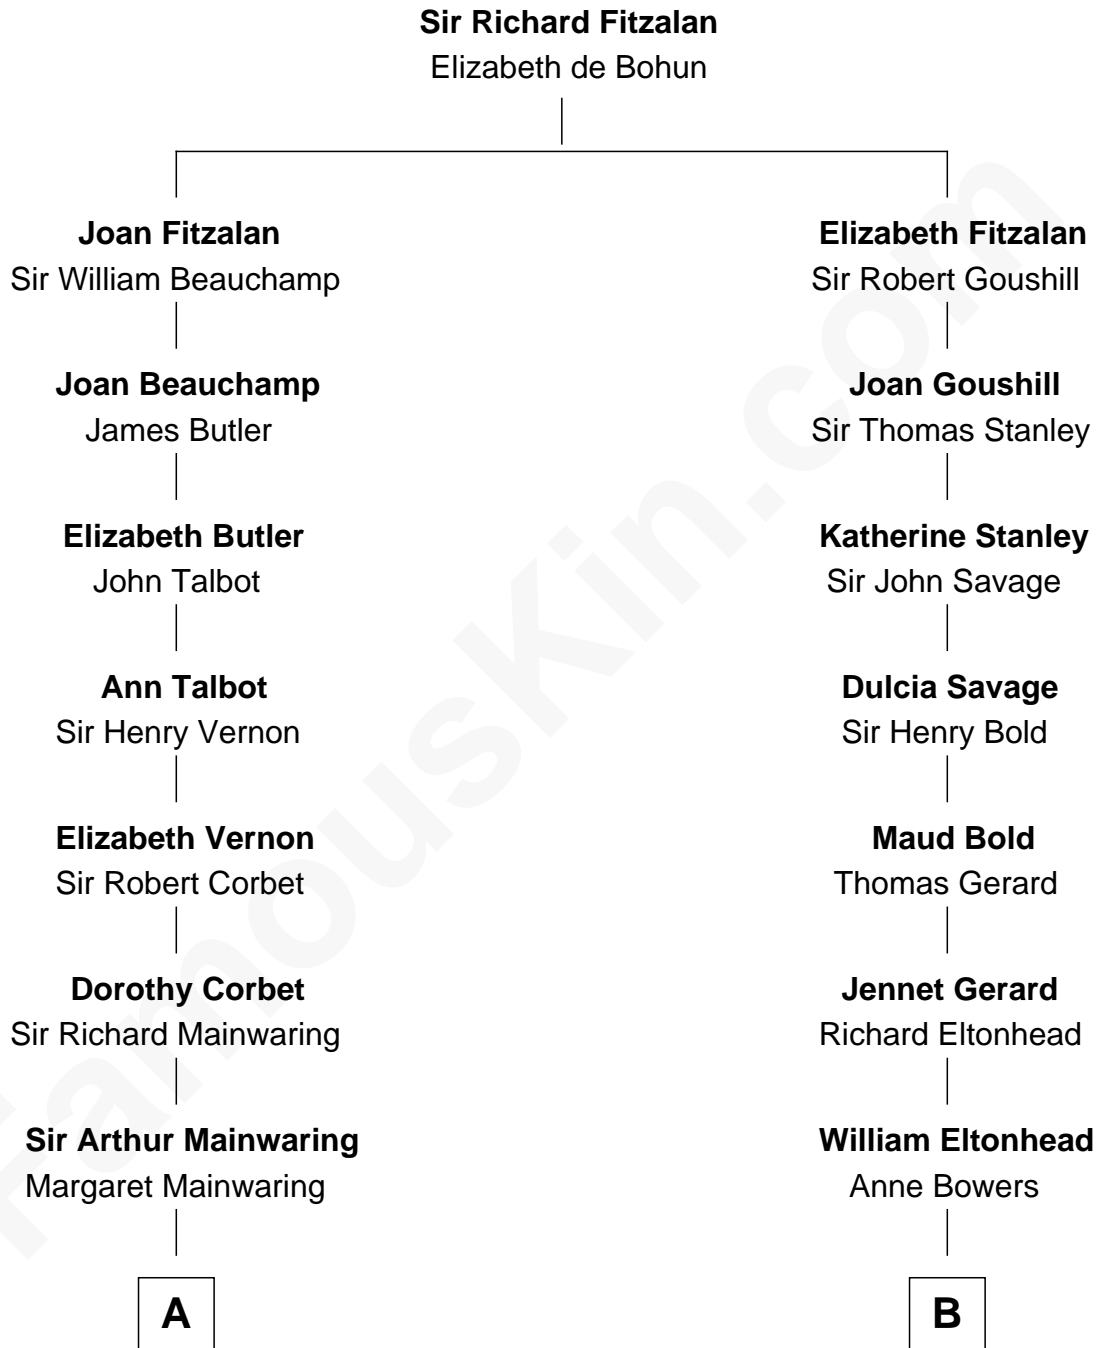 Sir Richard Fitzalan
Elizabeth de Bohun
Joan Fitzalan
Sir William Beauchamp
Elizabeth Fitzalan
Sir Robert Goushill
Joan Beauchamp
James Butler
Joan Goushill
Sir Thomas Stanley
Elizabeth Butler
John Talbot
Katherine Stanley
Sir John Savage
Ann Talbot
Sir Henry Vernon
Dulcia Savage
Sir Henry Bold
Elizabeth Vernon
Sir Robert Corbet
Maud Bold
Thomas Gerard
Dorothy Corbet
Sir Richard Mainwaring
Jennet Gerard
Richard Eltonhead
Sir Arthur Mainwaring
Margaret Mainwaring
William Eltonhead
Anne Bowers
A
B
FamousKin.com